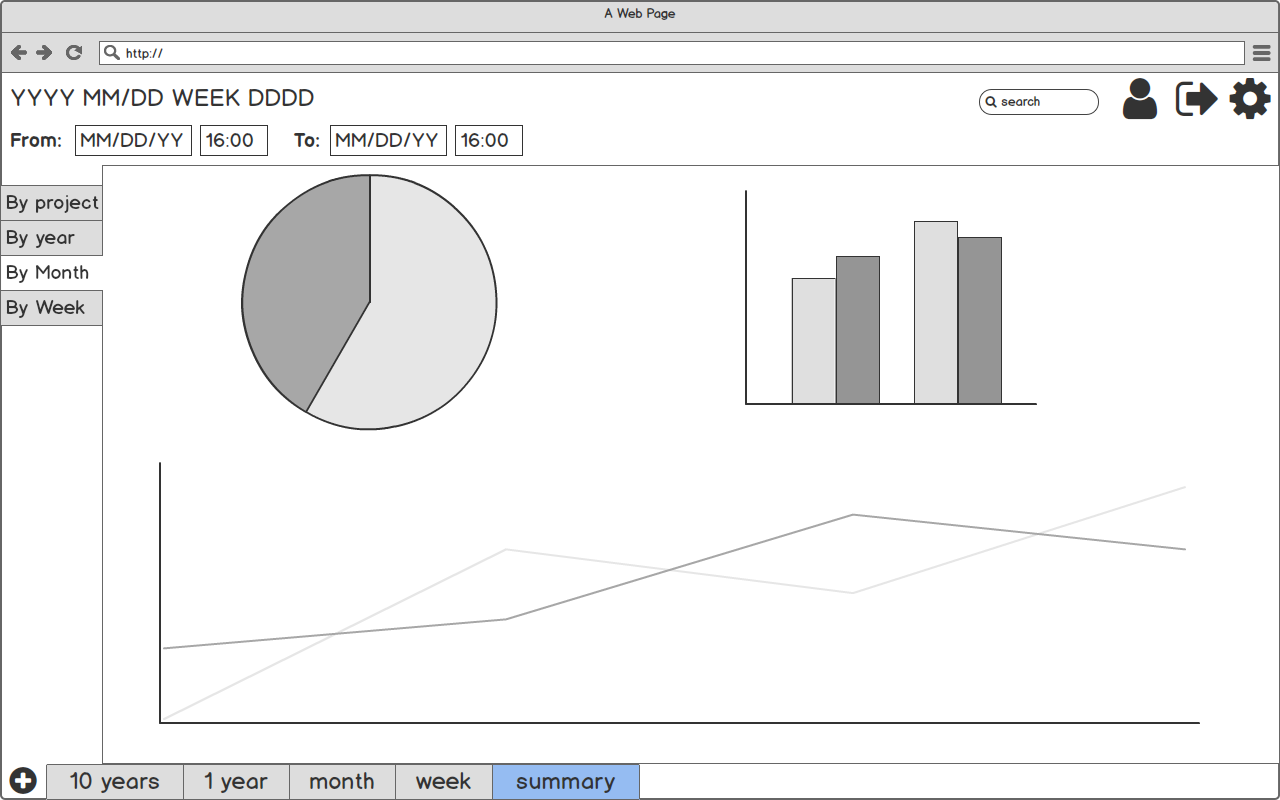 A Web Page
http://
YYYY MM/DD WEEK DDDD
search
From: MM/DD/YY 16:00 To: MM/DD/YY 16:00
By project
By year
By Month
By Week
10 years 1 year month week summary